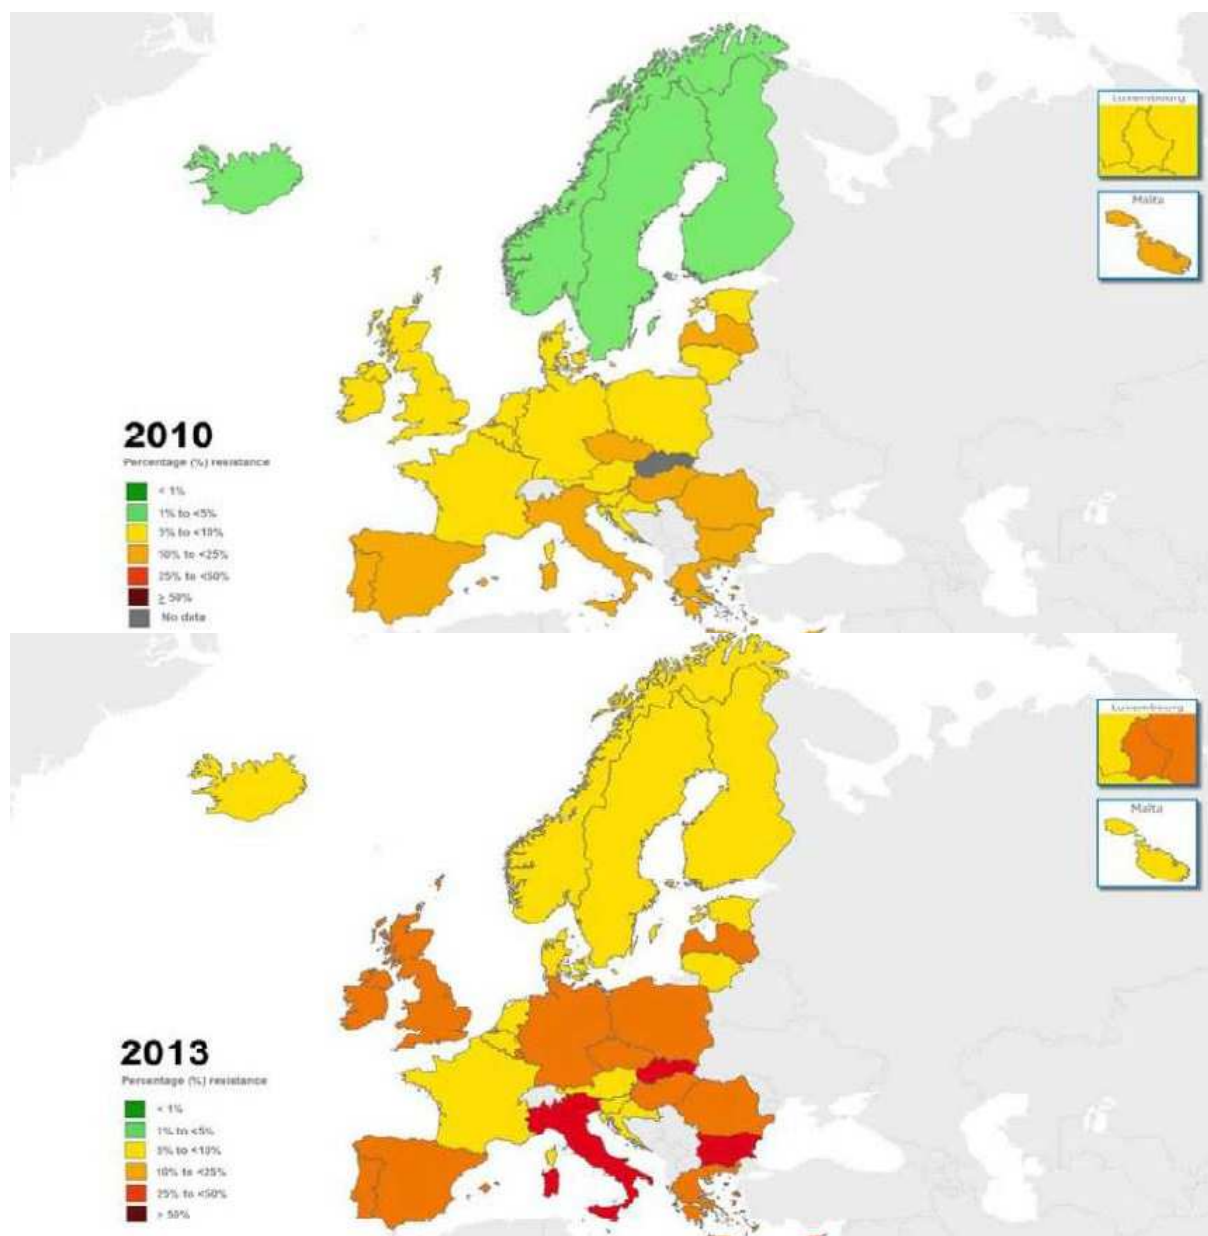 Luxembourg
Malta
2010
Percentage (%) resistance
< 1%
1% to <5%
5% to <10%
10% to <25%
25% to <50%
≥ 50%
No data
Luxembourg
Malta
2013
Percentage (%) resistance
< 1%
1% to <5%
5% to <10%
10% to <25%
25% to <50%
> 50%